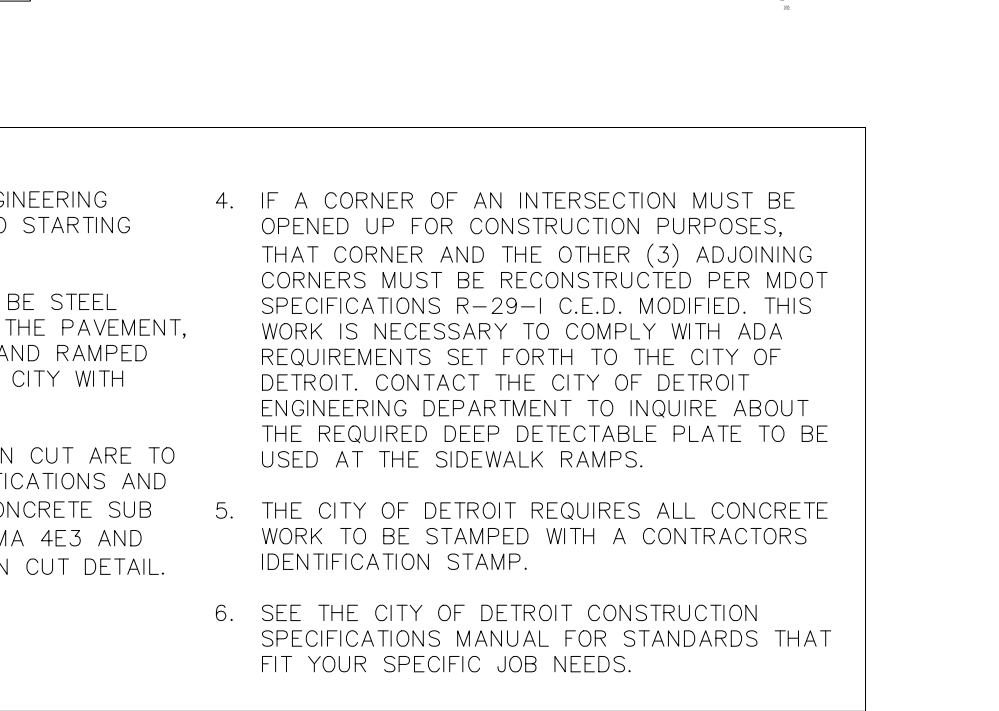 GINEERING
O STARTING
BE STEEL
THE PAVEMENT,
AND RAMPED
CITY WITH
N CUT ARE TO
FICATIONS AND
ONCRETE SUB
MA 4E3 AND
N CUT DETAIL.
4. IF A CORNER OF AN INTERSECTION MUST BE
OPENED UP FOR CONSTRUCTION PURPOSES,
THAT CORNER AND THE OTHER (3) ADJOINING
CORNERS MUST BE RECONSTRUCTED PER MDOT
SPECIFICATIONS R-29-I C.E.D. MODIFIED. THIS
WORK IS NECESSARY TO COMPLY WITH ADA
REQUIREMENTS SET FORTH TO THE CITY OF
DETROIT. CONTACT THE CITY OF DETROIT
ENGINEERING DEPARTMENT TO INQUIRE ABOUT
THE REQUIRED DEEP DETECTABLE PLATE TO BE
USED AT THE SIDEWALK RAMPS.
5. THE CITY OF DETROIT REQUIRES ALL CONCRETE
WORK TO BE STAMPED WITH A CONTRACTORS
IDENTIFICATION STAMP.
6. SEE THE CITY OF DETROIT CONSTRUCTION
SPECIFICATIONS MANUAL FOR STANDARDS THAT
FIT YOUR SPECIFIC JOB NEEDS.